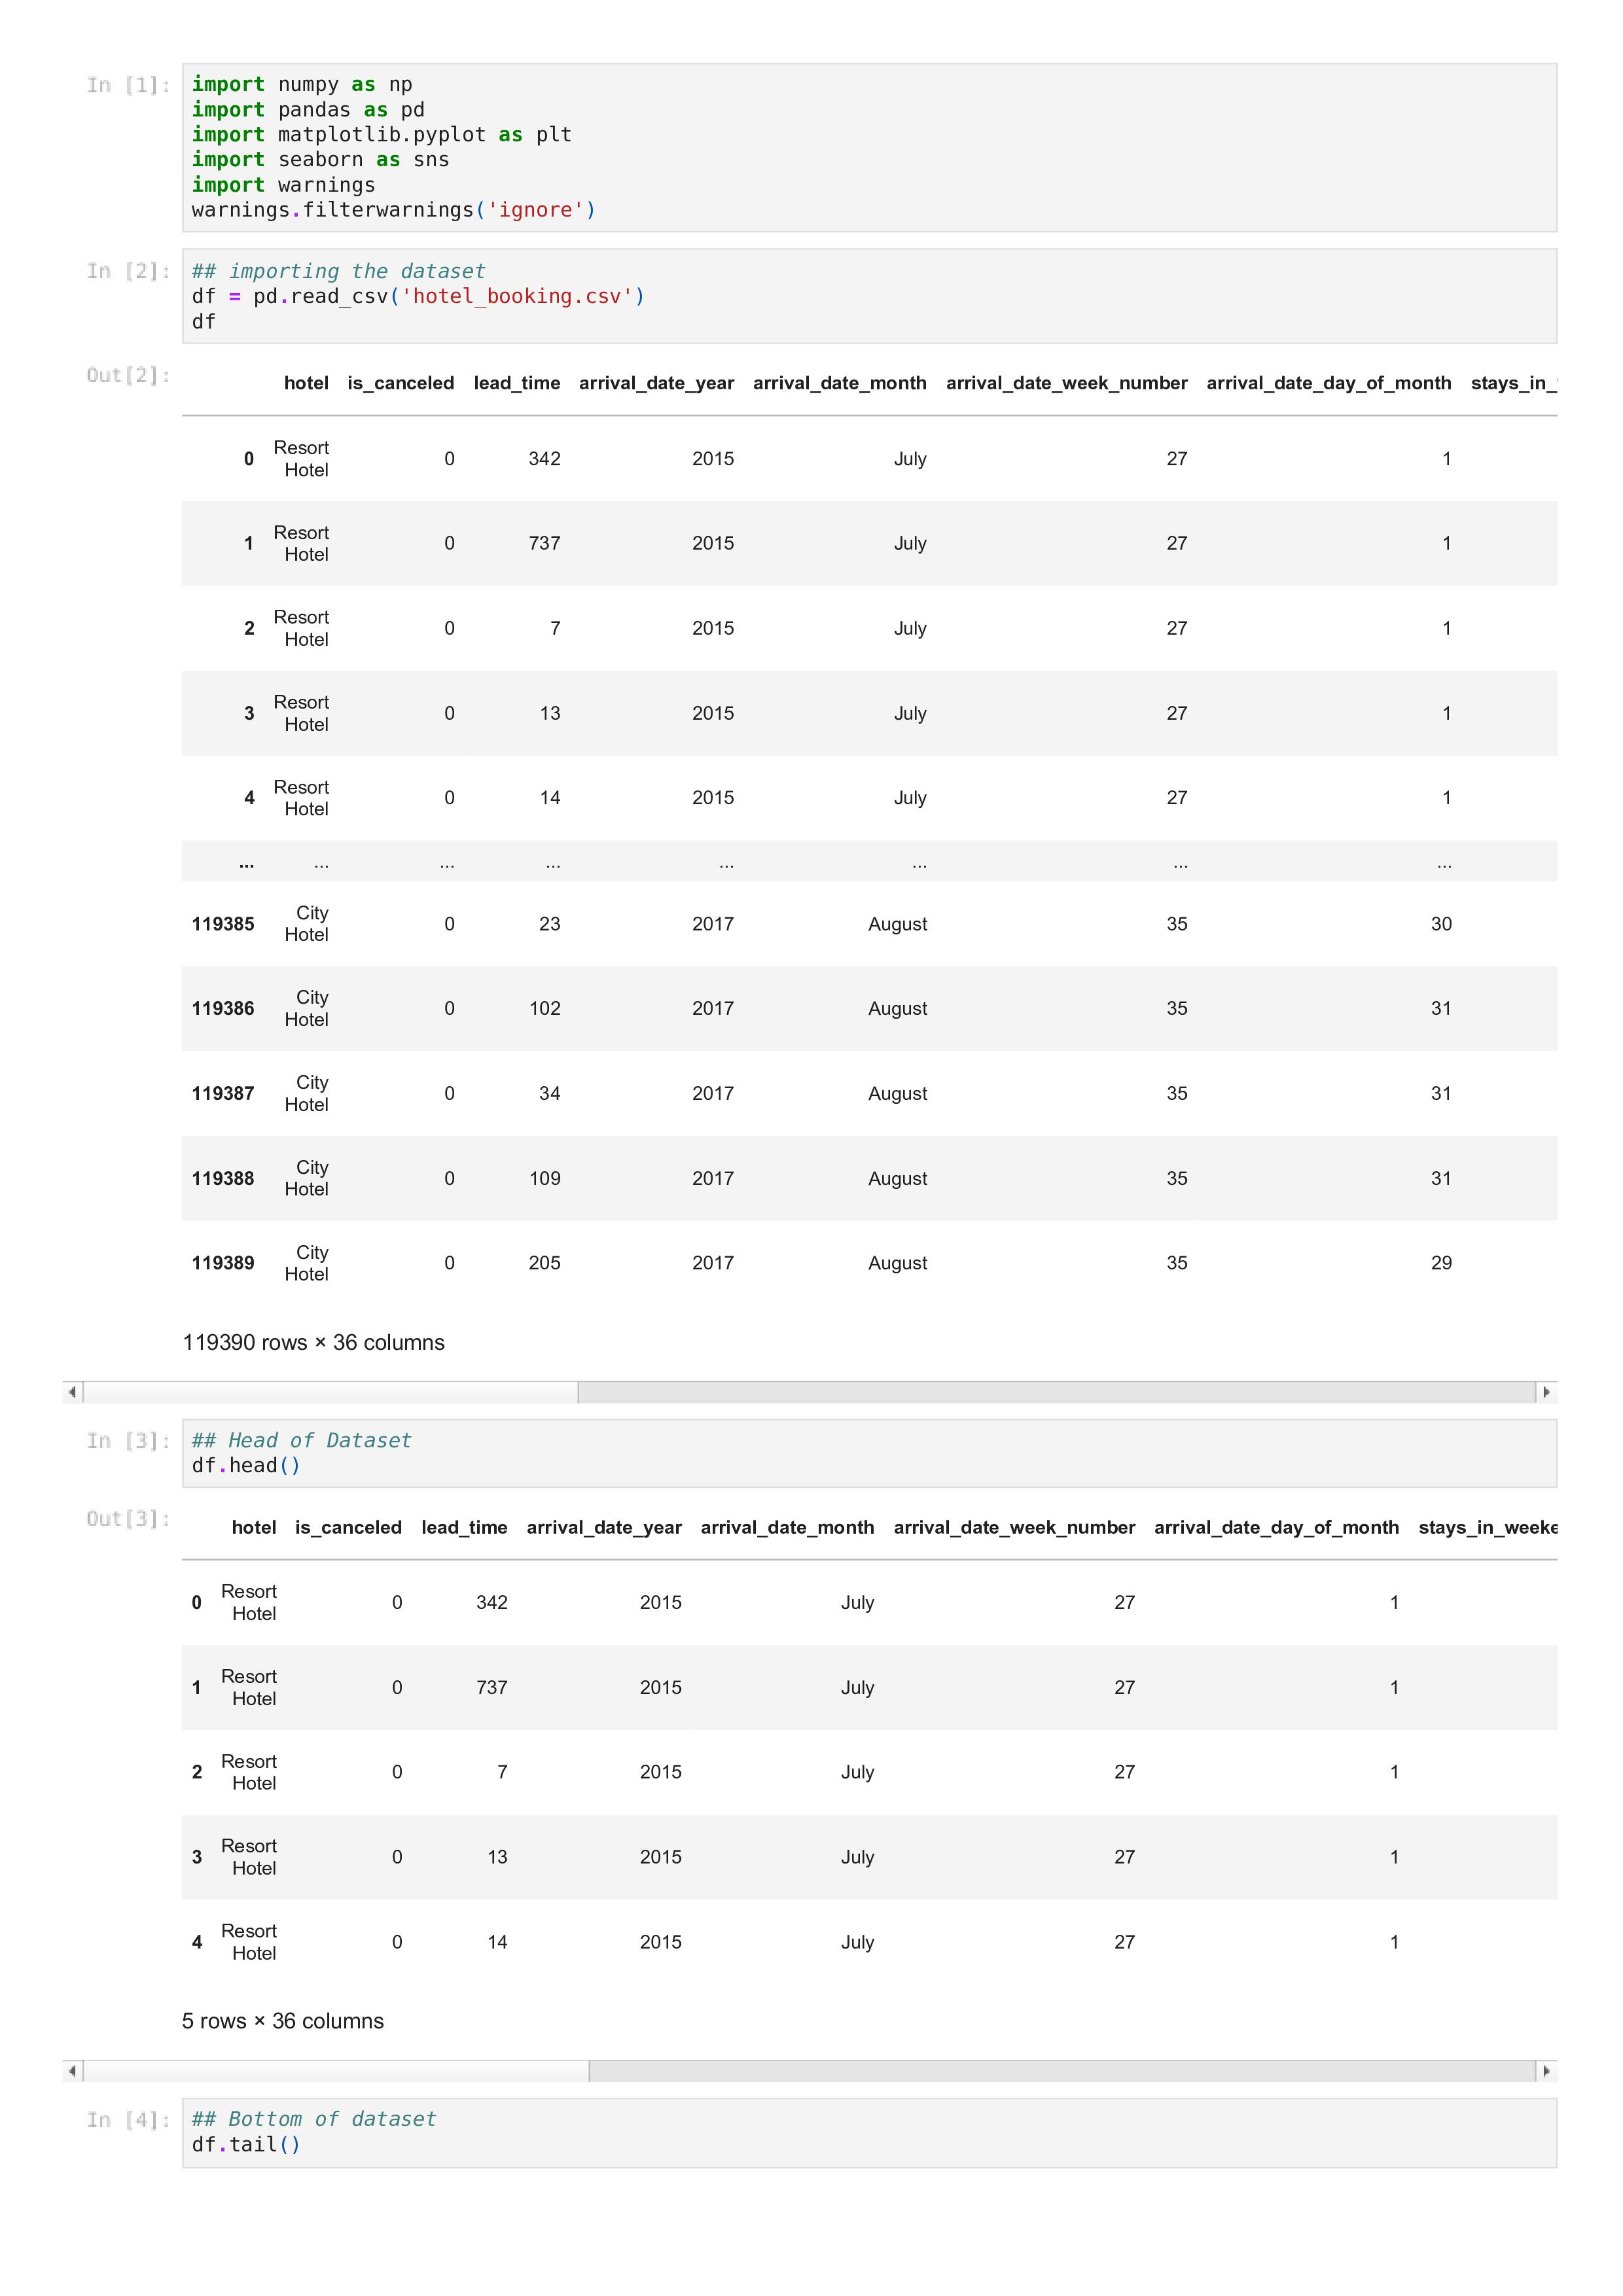 In [1]:
import numpy as np
import pandas as pd
import matplotlib.pyplot as plt
import seaborn as sns
import warnings
warnings.filterwarnings('ignore')
In [2]:
## importing the dataset
df = pd.read_csv('hotel_booking.csv')
df
Out[2]:
hotel is_canceled lead_time arrival_date_year arrival_date_month arrival_date_week_number arrival_date_day_of_month stays_in_
0 Resort Hotel 0 342 2015 July 27 1
1 Resort Hotel 0 737 2015 July 27 1
2 Resort Hotel 0 7 2015 July 27 1
3 Resort Hotel 0 13 2015 July 27 1
4 Resort Hotel 0 14 2015 July 27 1
... ... ... ... ... ... ... ...
119385 City Hotel 0 23 2017 August 35 30
119386 City Hotel 0 102 2017 August 35 31
119387 City Hotel 0 34 2017 August 35 31
119388 City Hotel 0 109 2017 August 35 31
119389 City Hotel 0 205 2017 August 35 29
119390 rows × 36 columns
In [3]:
## Head of Dataset
df.head()
Out[3]:
hotel is_canceled lead_time arrival_date_year arrival_date_month arrival_date_week_number arrival_date_day_of_month stays_in_weeke
0 Resort Hotel 0 342 2015 July 27 1
1 Resort Hotel 0 737 2015 July 27 1
2 Resort Hotel 0 7 2015 July 27 1
3 Resort Hotel 0 13 2015 July 27 1
4 Resort Hotel 0 14 2015 July 27 1
5 rows × 36 columns
In [4]:
## Bottom of dataset
df.tail()